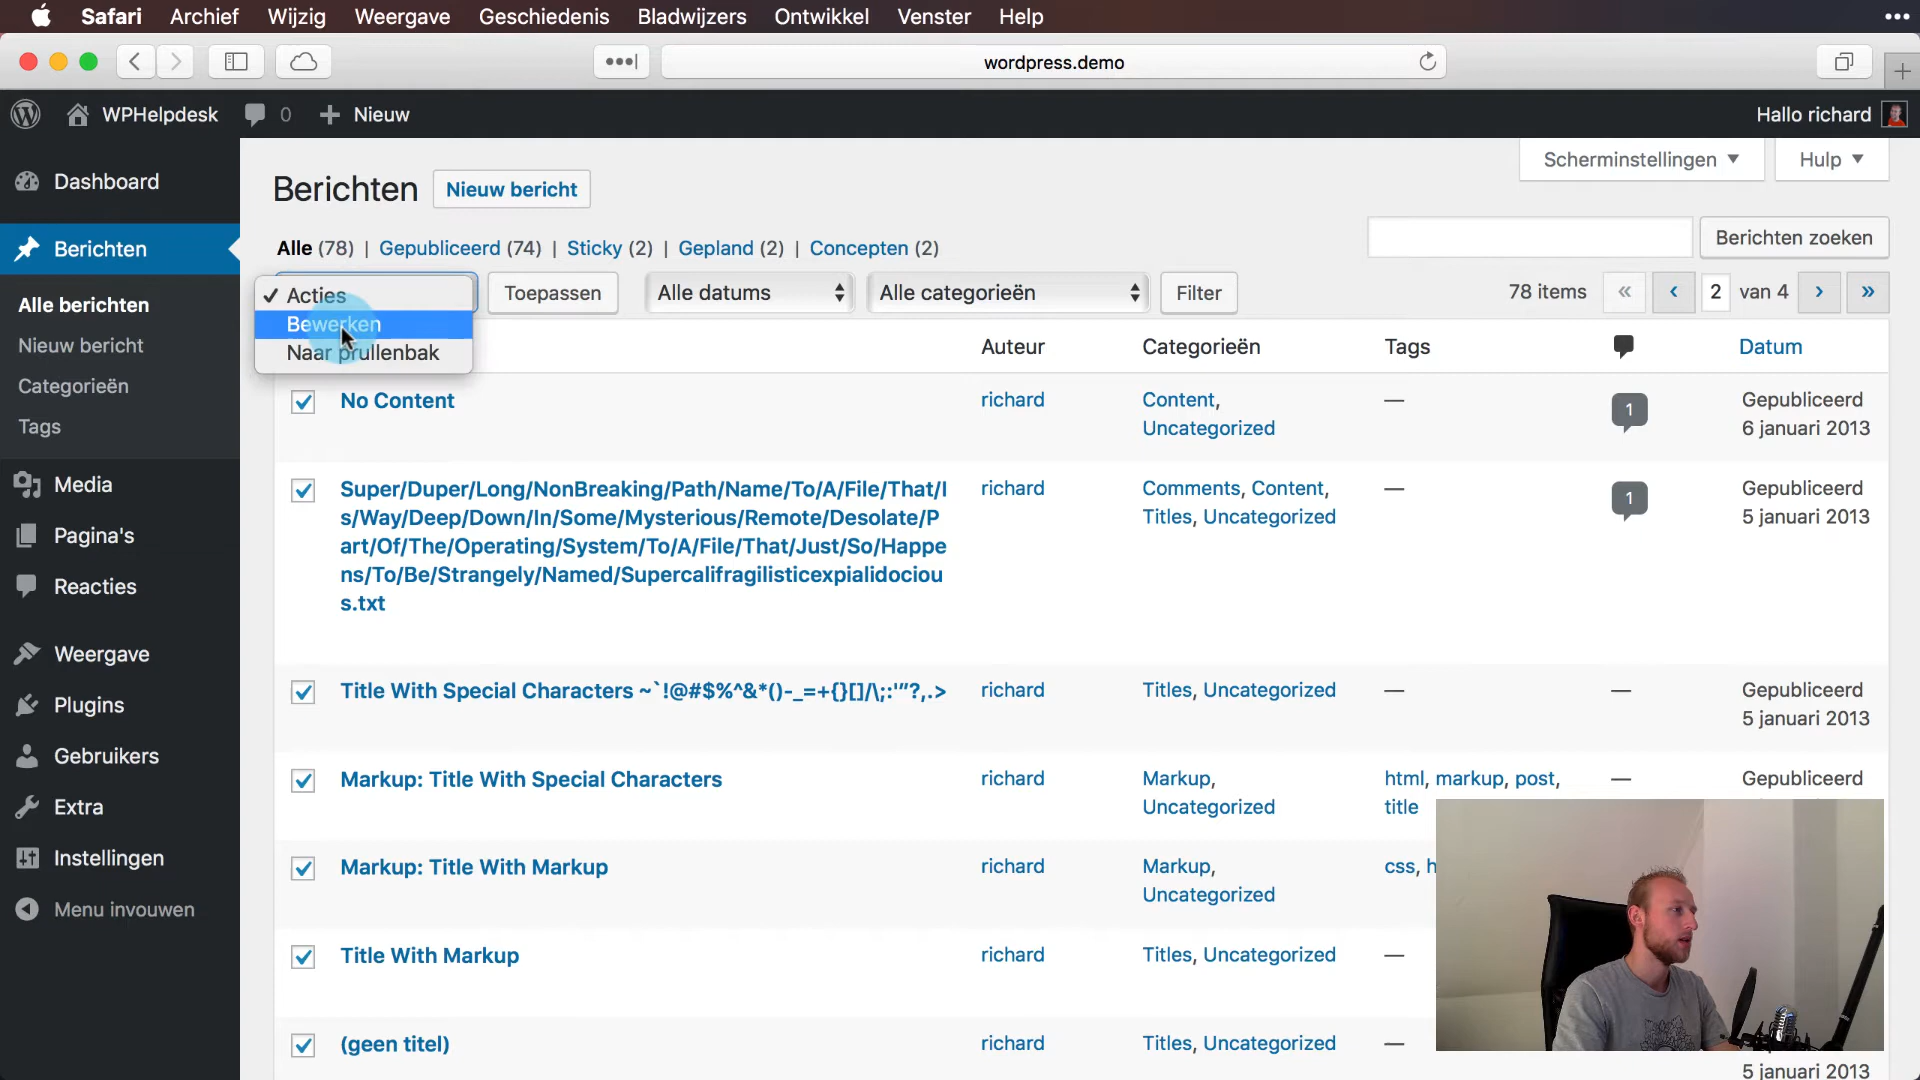 Safari Archief Wijzig Weergave Geschiedenis Bladwijzers Ontwikkel Venster Help
wordpress.demo
WPHelpdesk 0 + Nieuw Hallo richard
Scherminstellingen Hulp
Dashboard
Berichten
Alle berichten
Nieuw bericht
Categorieën
Tags
Media
Pagina's
Reacties
Weergave
Plugins
Gebruikers
Extra
Instellingen
Menu invouwen
Berichten Nieuw bericht
Alle (78) | Gepubliceerd (74) | Sticky (2) | Gepland (2) | Concepten (2)
Berichten zoeken
✓ Acties
Bewerken
Naar prullenbak
Toepassen Alle datums Alle categorieën Filter 78 items « ‹ 2 van 4 › »
Auteur Categorieën Tags Datum
No Content richard Content, — 1 Gepubliceerd
Uncategorized 6 januari 2013
Super/Duper/Long/NonBreaking/Path/Name/To/A/File/That/I richard Comments, Content, — 1 Gepubliceerd
s/Way/Deep/Down/In/Some/Mysterious/Remote/Desolate/P Titles, Uncategorized 5 januari 2013
art/Of/The/Operating/System/To/A/File/That/Just/So/Happe
ns/To/Be/Strangely/Named/Supercalifragilisticexpialidociou
s.txt
Title With Special Characters ~`!@#$%^&*()-_=+{}[]/\;:'"?,.> richard Titles, Uncategorized — — Gepubliceerd
5 januari 2013
Markup: Title With Special Characters richard Markup, html, markup, post, — Gepubliceerd
Uncategorized title
Markup: Title With Markup richard Markup, css, h
Uncategorized
Title With Markup richard Titles, Uncategorized —
(geen titel) richard Titles, Uncategorized —
5 januari 2013